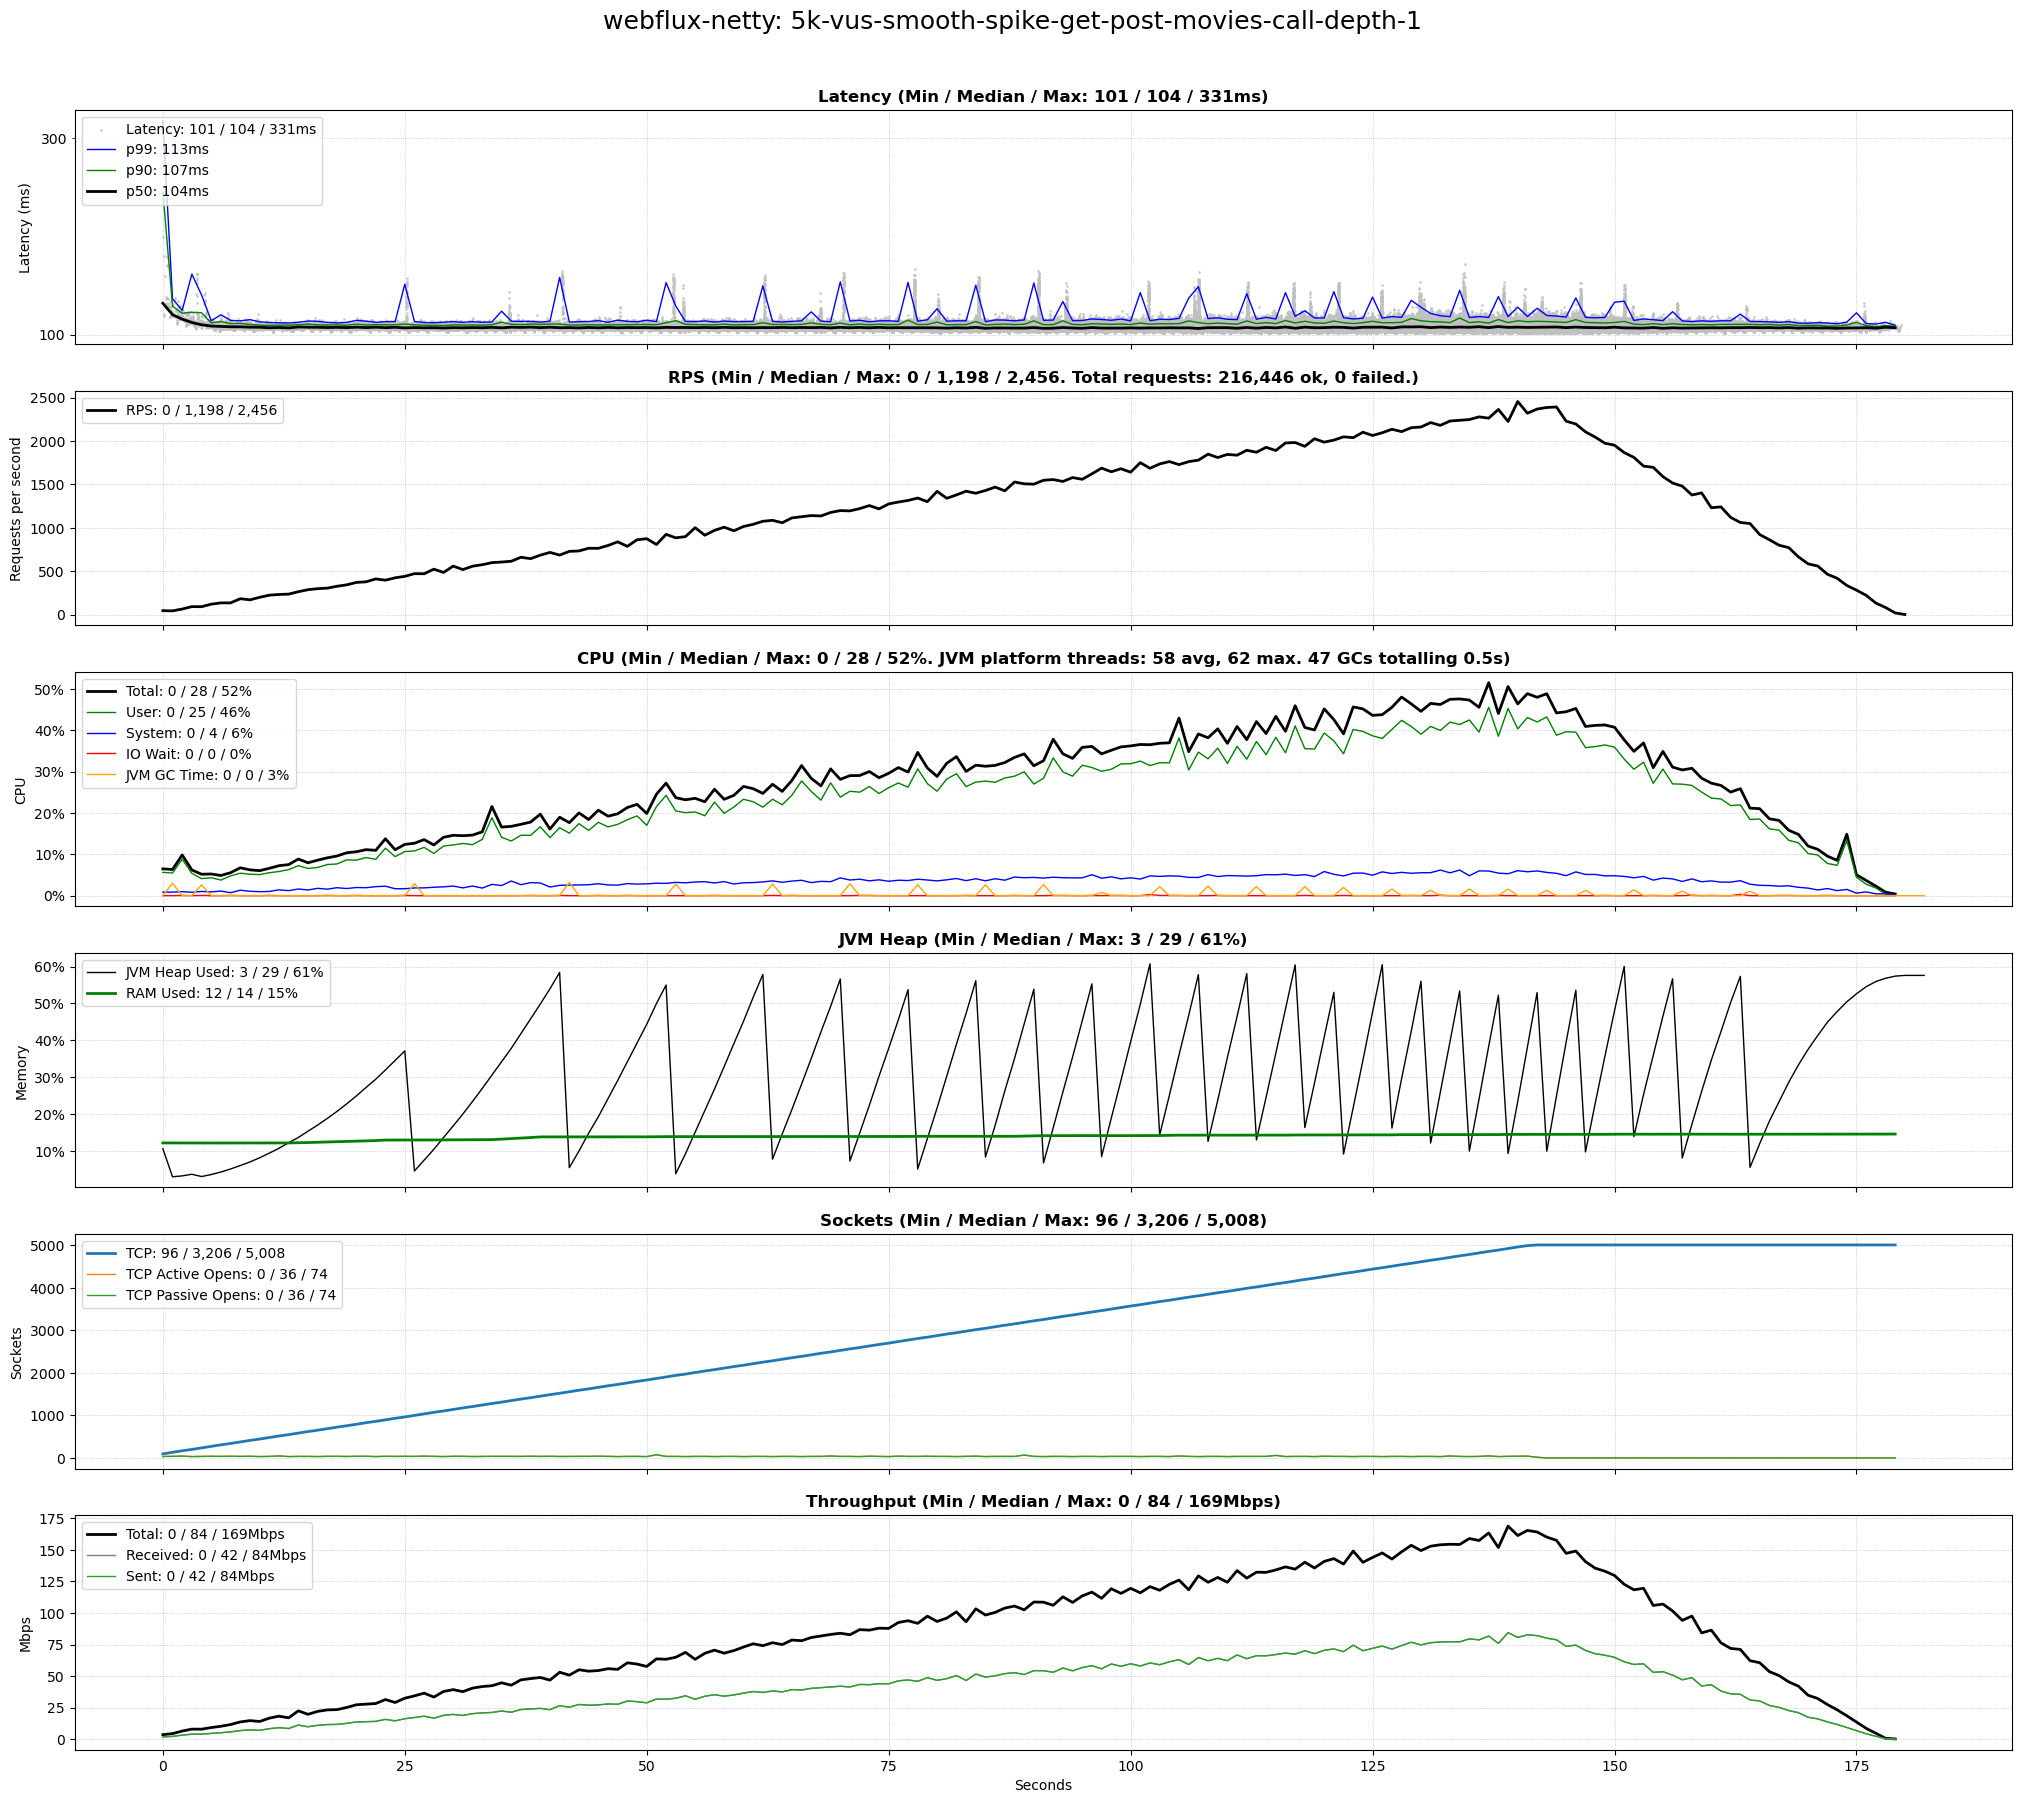 webflux-netty: 5k-vus-smooth-spike-get-post-movies-call-depth-1
Latency (Min / Median / Max: 101 / 104 / 331ms)
Latency (ms)
300
100
Latency: 101 / 104 / 331ms
p99: 113ms
p90: 107ms
p50: 104ms
RPS (Min / Median / Max: 0 / 1,198 / 2,456. Total requests: 216,446 ok, 0 failed.)
Requests per second
2500
2000
1500
1000
500
0
RPS: 0 / 1,198 / 2,456
CPU (Min / Median / Max: 0 / 28 / 52%. JVM platform threads: 58 avg, 62 max. 47 GCs totalling 0.5s)
CPU
50%
40%
30%
20%
10%
0%
Total: 0 / 28 / 52%
User: 0 / 25 / 46%
System: 0 / 4 / 6%
IO Wait: 0 / 0 / 0%
JVM GC Time: 0 / 0 / 3%
JVM Heap (Min / Median / Max: 3 / 29 / 61%)
Memory
60%
50%
40%
30%
20%
10%
JVM Heap Used: 3 / 29 / 61%
RAM Used: 12 / 14 / 15%
Sockets (Min / Median / Max: 96 / 3,206 / 5,008)
Sockets
5000
4000
3000
2000
1000
0
TCP: 96 / 3,206 / 5,008
TCP Active Opens: 0 / 36 / 74
TCP Passive Opens: 0 / 36 / 74
Throughput (Min / Median / Max: 0 / 84 / 169Mbps)
Mbps
175
150
125
100
75
50
25
0
Total: 0 / 84 / 169Mbps
Received: 0 / 42 / 84Mbps
Sent: 0 / 42 / 84Mbps
0 25 50 75 100 125 150 175
Seconds